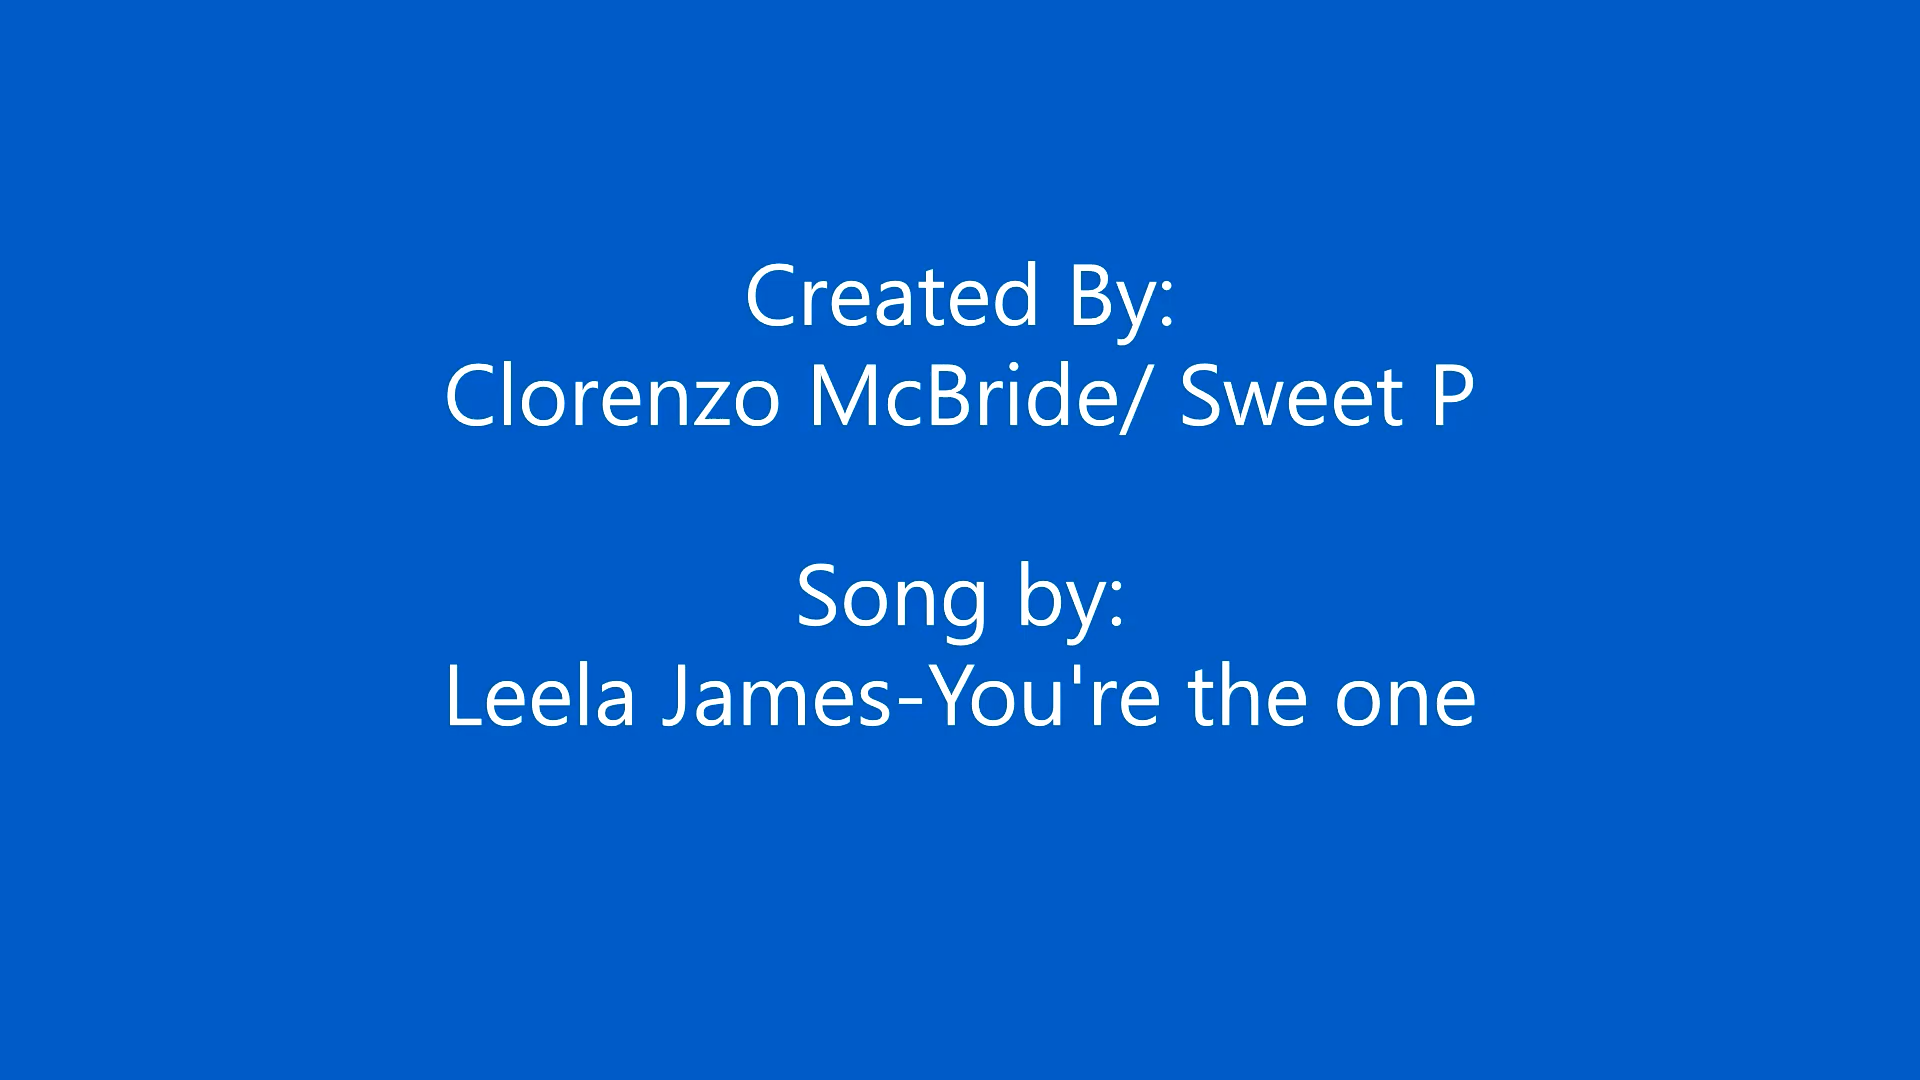 Created By:
Clorenzo McBride/ Sweet P
Song by:
Leela James-You're the one